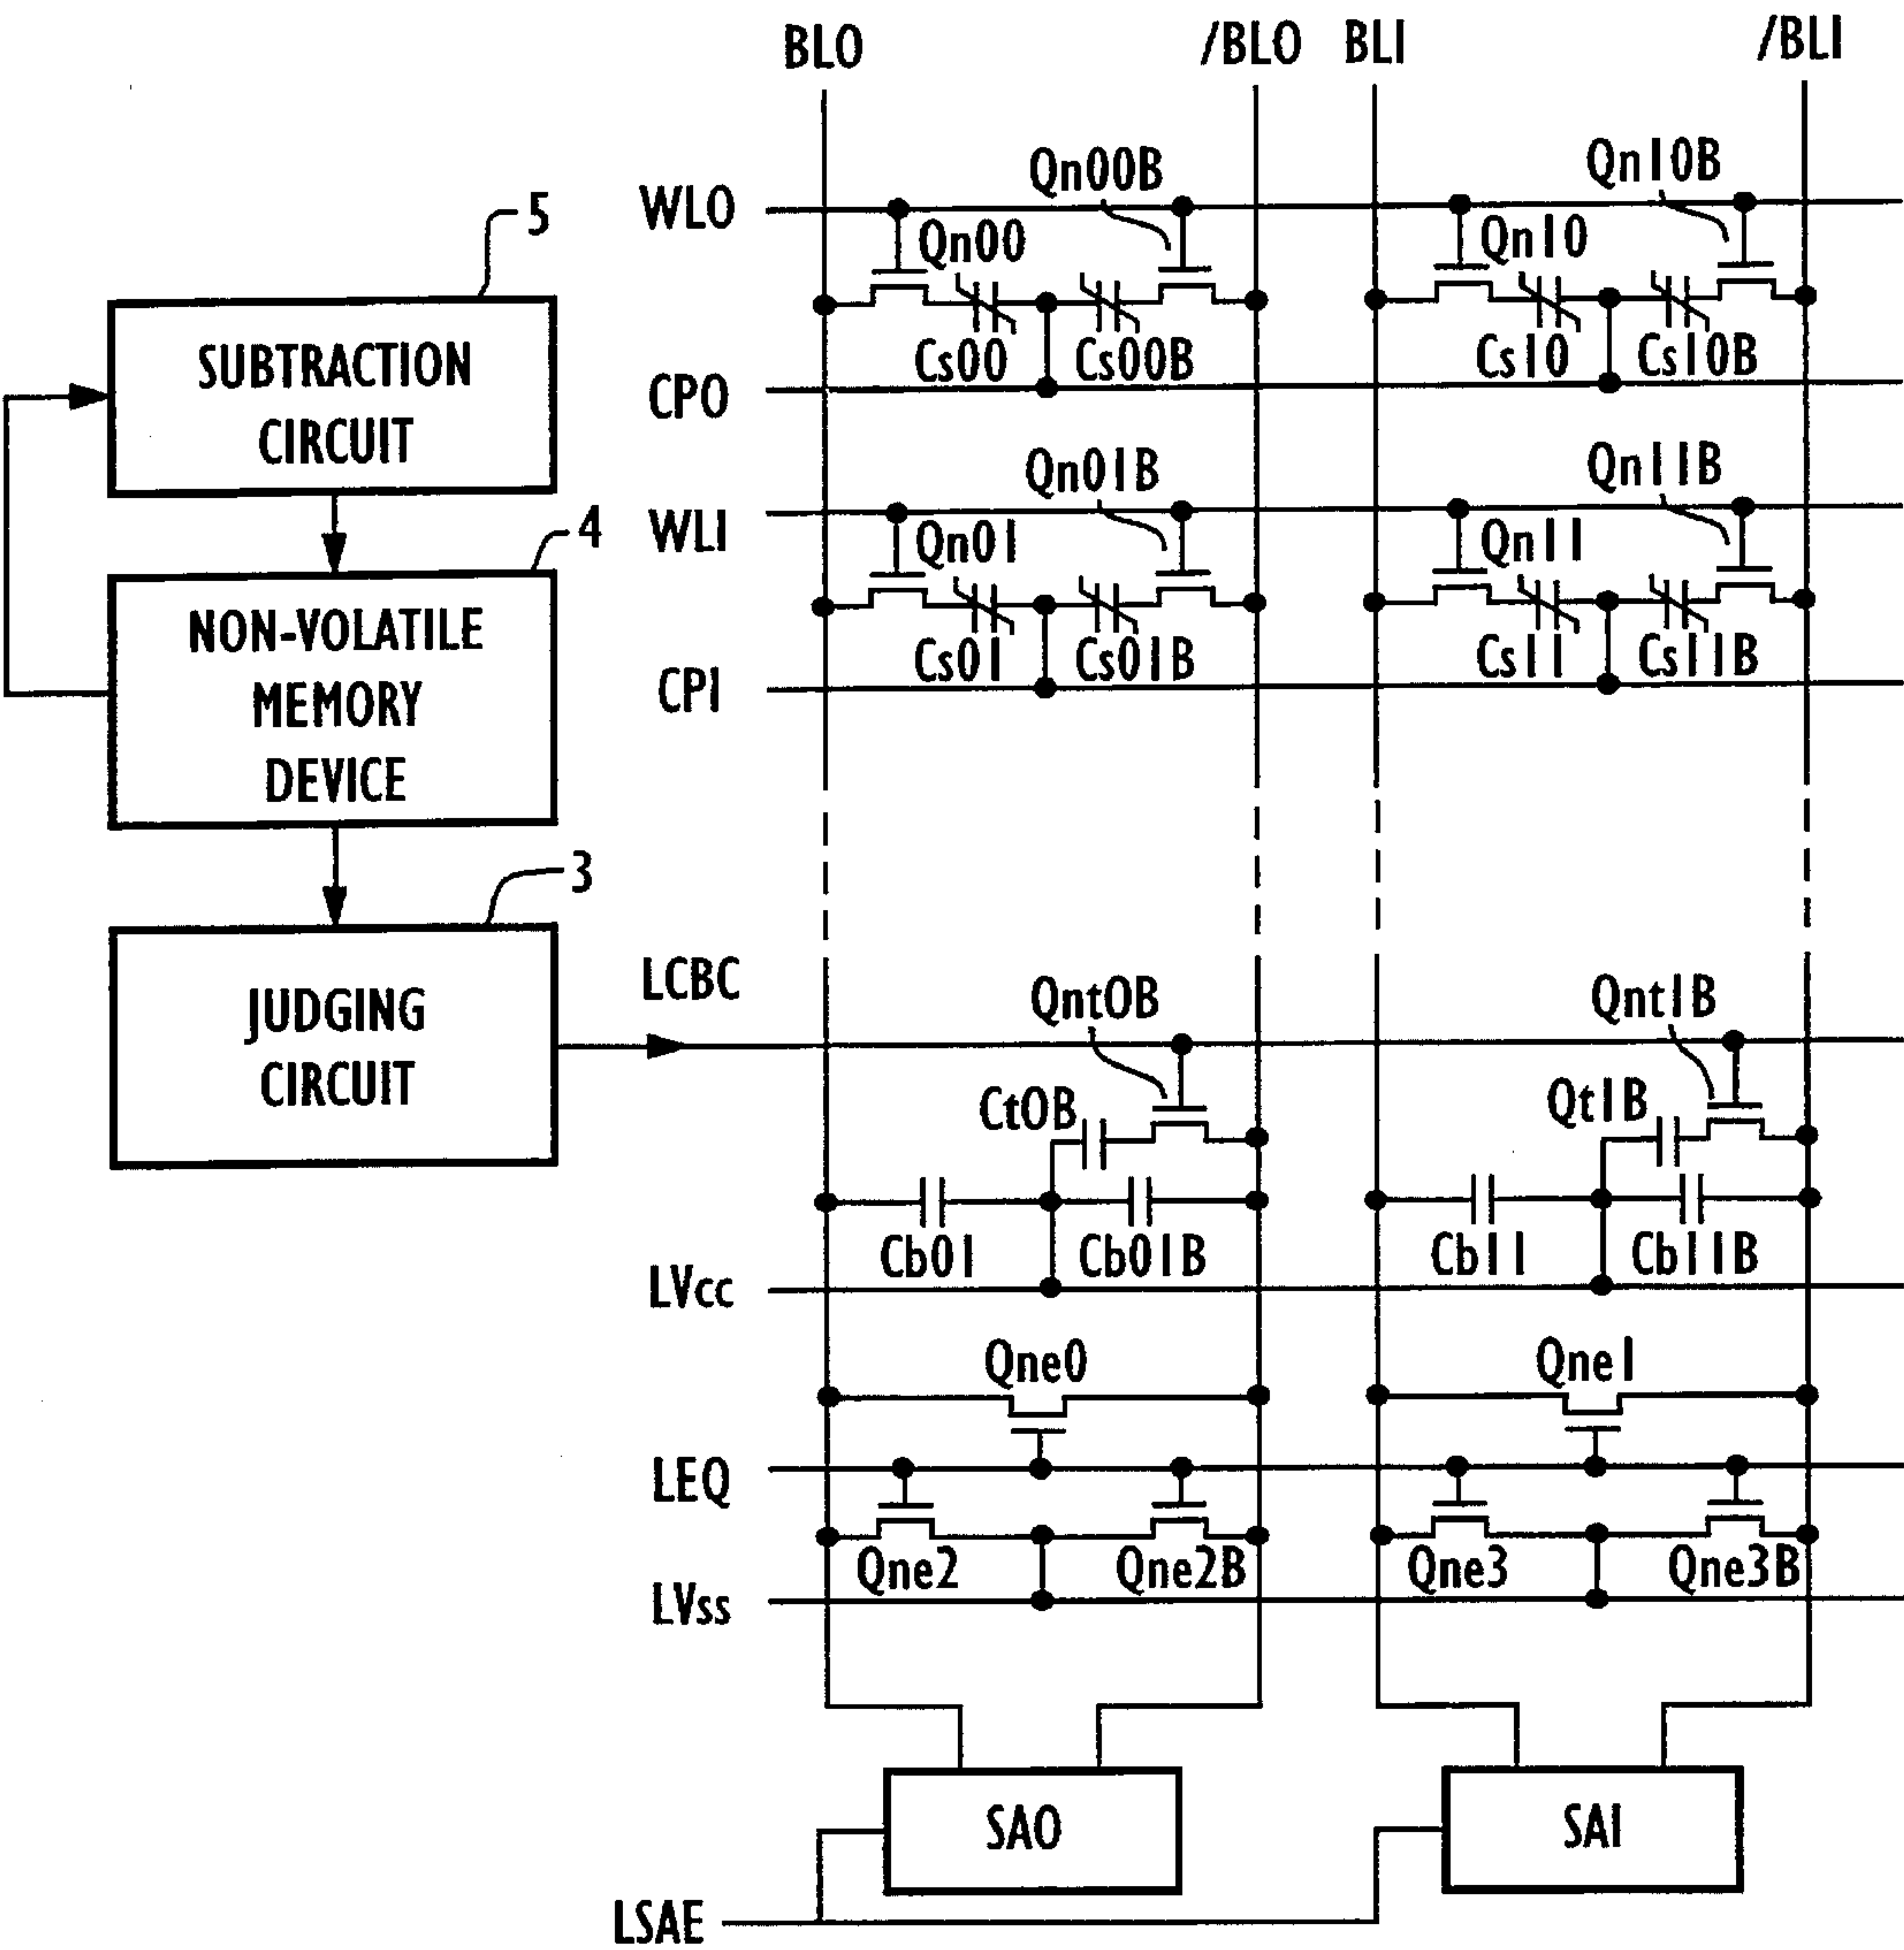 BL0 /BL0 BL1 /BL1
Qn00B Qn10B
WL0
5
Qn00 Qn10
SUBTRACTION
CIRCUIT
Cs00 Cs00B Cs10 Cs10B
CP0
Qn01B Qn11B
WL1
4
Qn01 Qn11
NON-VOLATILE
MEMORY
DEVICE
Cs01 Cs01B Cs11 Cs11B
CP1
3
LCBC
Qnt0B Qnt1B
JUDGING
CIRCUIT
Ct0B Qt1B
Cb01 Cb01B Cb11 Cb11B
LVcc
Qne0 Qne1
LEQ
Qne2 Qne2B Qne3 Qne3B
LVss
SA0 SA1
LSAE